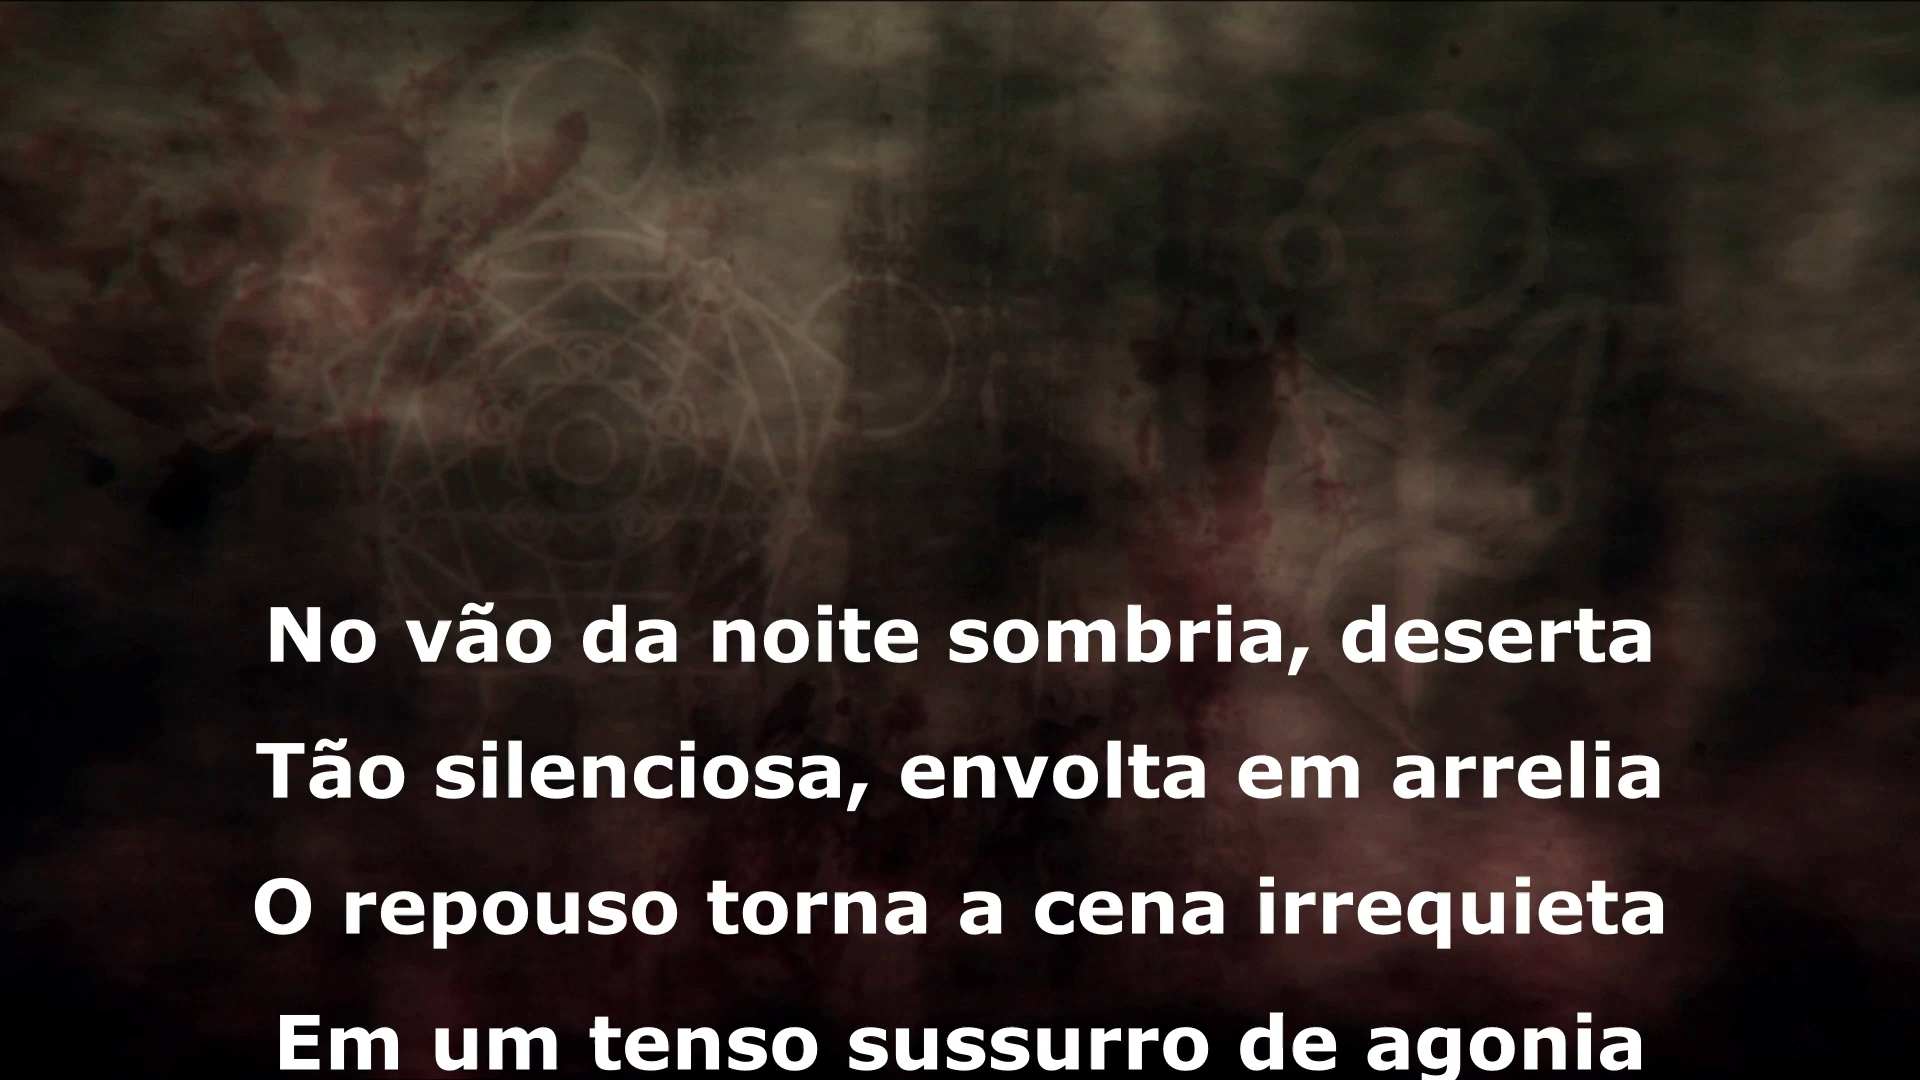 No vão da noite sombria, deserta
Tão silenciosa, envolta em arrelia
O repouso torna a cena irrequieta
Em um tenso sussurro de agonia